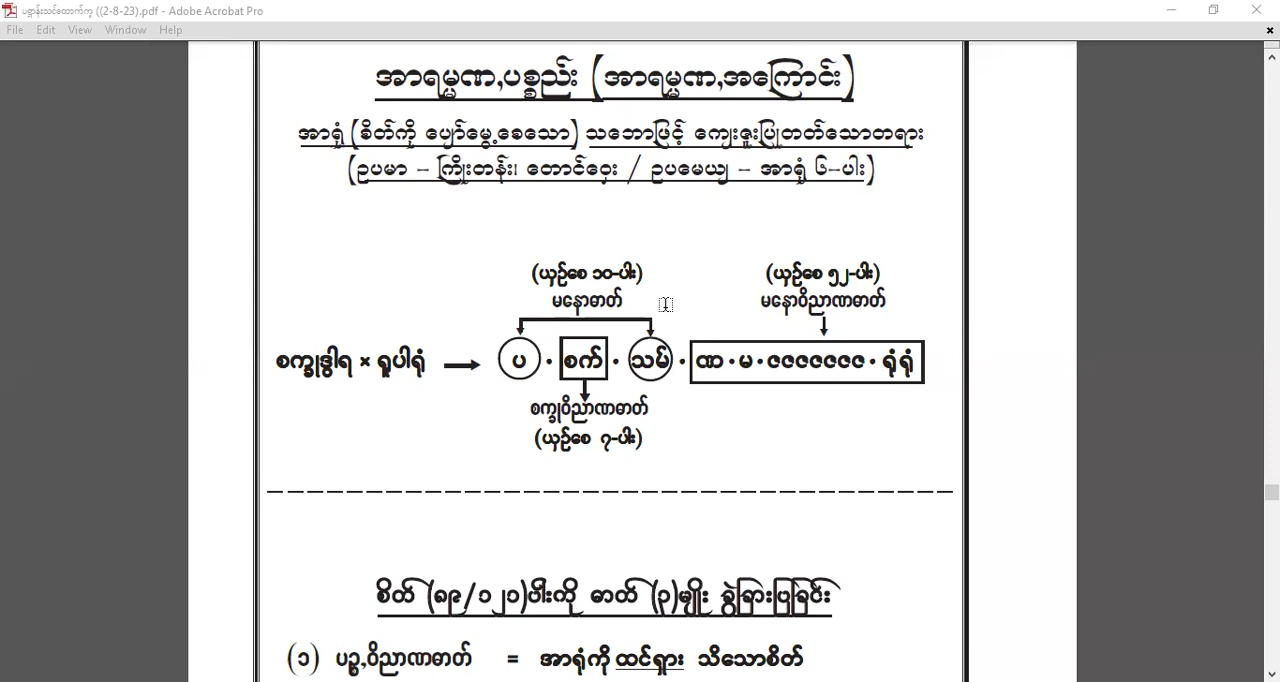 ပဋ္ဌာန်းသင်ထောက်ကူ ((2-8-23).pdf - Adobe Acrobat Pro
File Edit View Window Help
အာရမ္မဏ,ပစ္စည်း (အာရမ္မဏ,အကြောင်း)
အာရုံ (စိတ်ကို ပျော်မွေ့စေသော) သဘောဖြင့် ကျေးဇူးပြုတတ်သောတရား
(ဥပမာ – ကြိုးတန်း၊ တောင်ဝှေး / ဥပမေယျ – အာရုံ ၆–ပါး)
(ယှဉ်စေ ၁၀-ပါး) (ယှဉ်စေ ၅၂-ပါး)
မနောဓာတ် မနောဝိညာဏဓာတ်
စက္ခုဒွါရ × ရူပါရုံ → ပ · စက် · သမ် · ဏ · မ · ဇဇဇဇဇဇဇ · ရုံရုံ
စက္ခုဝိညာဏဓာတ်
(ယှဉ်စေ ၇-ပါး)
စိတ် (၈၉/၁၂၁)ပါးကို ဓာတ် (၃)မျိုး ခွဲခြားပြခြင်း
(၁) ပဉ္စ,ဝိညာဏဓာတ် = အာရုံကို ထင်ရှား သိသောစိတ်